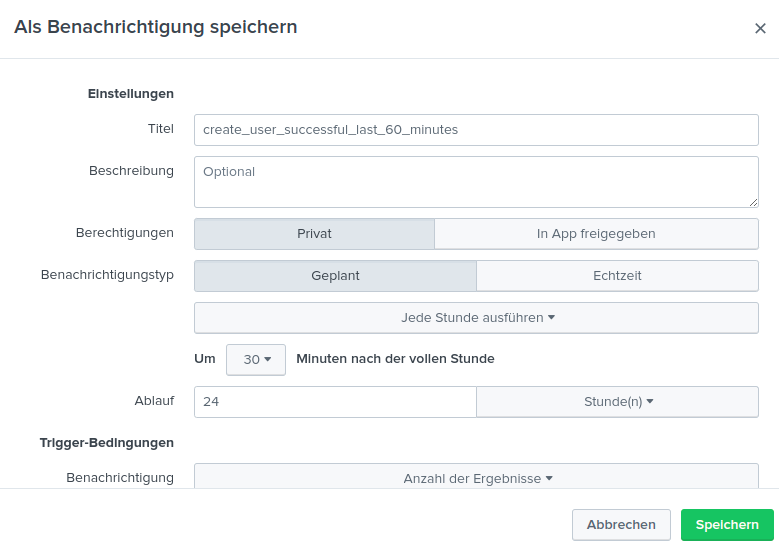 Als Benachrichtigung speichern
Einstellungen
Titel create_user_successful_last_60_minutes
Beschreibung Optional
Berechtigungen Privat In App freigegeben
Benachrichtigungstyp Geplant Echtzeit
Jede Stunde ausführen
Um 30 Minuten nach der vollen Stunde
Ablauf 24 Stunde(n)
Trigger-Bedingungen
Benachrichtigung Anzahl der Ergebnisse
Abbrechen Speichern